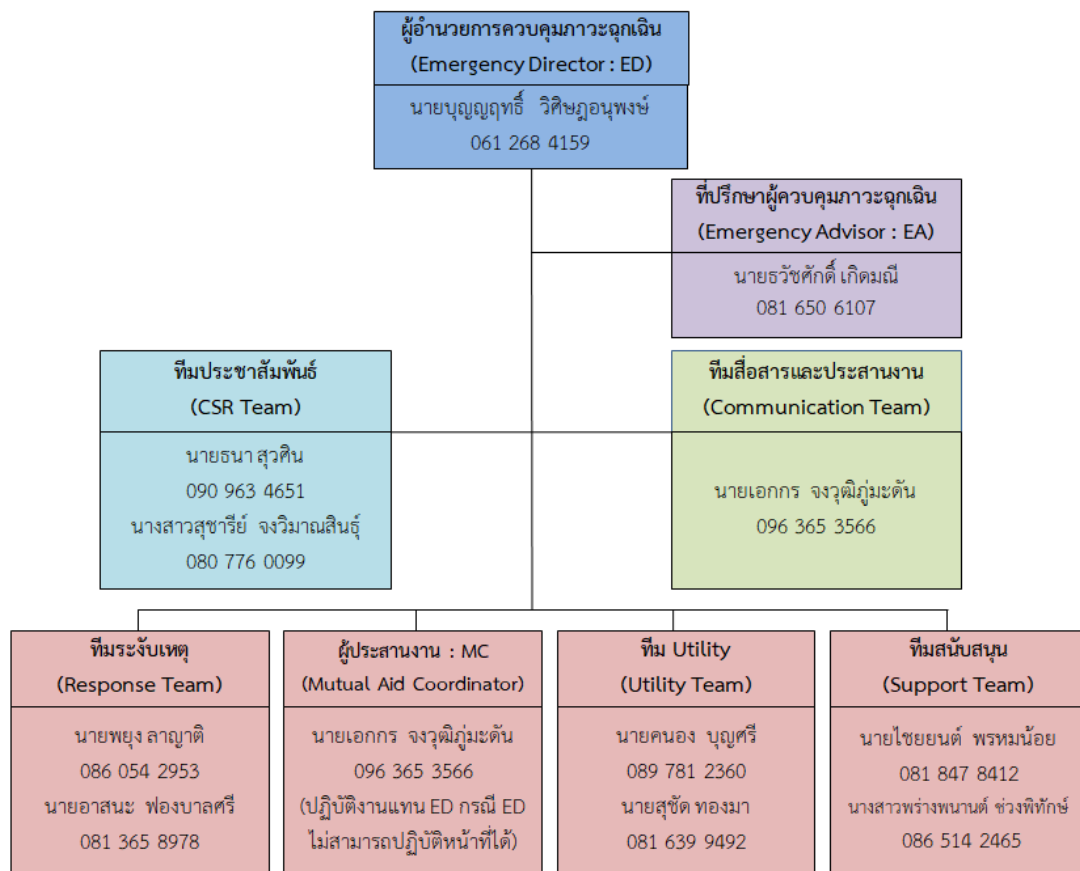 ผู้อำนวยการควบคุมภาวะฉุกเฉิน
(Emergency Director : ED)
นายบุญญฤทธิ์ วิศิษฎอนุพงษ์
061 268 4159
ที่ปรึกษาผู้ควบคุมภาวะฉุกเฉิน
(Emergency Advisor : EA)
นายธวัชศักดิ์ เกิดมณี
081 650 6107
ทีมประชาสัมพันธ์
(CSR Team)
นายธนา สุวศิน
090 963 4651
นางสาวสุชารีย์ จงวิมาณสินธุ์
080 776 0099
ทีมสื่อสารและประสานงาน
(Communication Team)
นายเอกกร จงวุฒิภู่มะดัน
096 365 3566
ทีมระงับเหตุ
(Response Team)
นายพยุง ลาญาติ
086 054 2953
นายอาสนะ ฟองบาลศรี
081 365 8978
ผู้ประสานงาน : MC
(Mutual Aid Coordinator)
นายเอกกร จงวุฒิภู่มะดัน
096 365 3566
(ปฏิบัติงานแทน ED กรณี ED
ไม่สามารถปฏิบัติหน้าที่ได้)
ทีม Utility
(Utility Team)
นายคนอง บุญศรี
089 781 2360
นายสุชัด ทองมา
081 639 9492
ทีมสนับสนุน
(Support Team)
นายไชยยนต์ พรหมน้อย
081 847 8412
นางสาวพร่างพนานต์ ช่วงพิทักษ์
086 514 2465